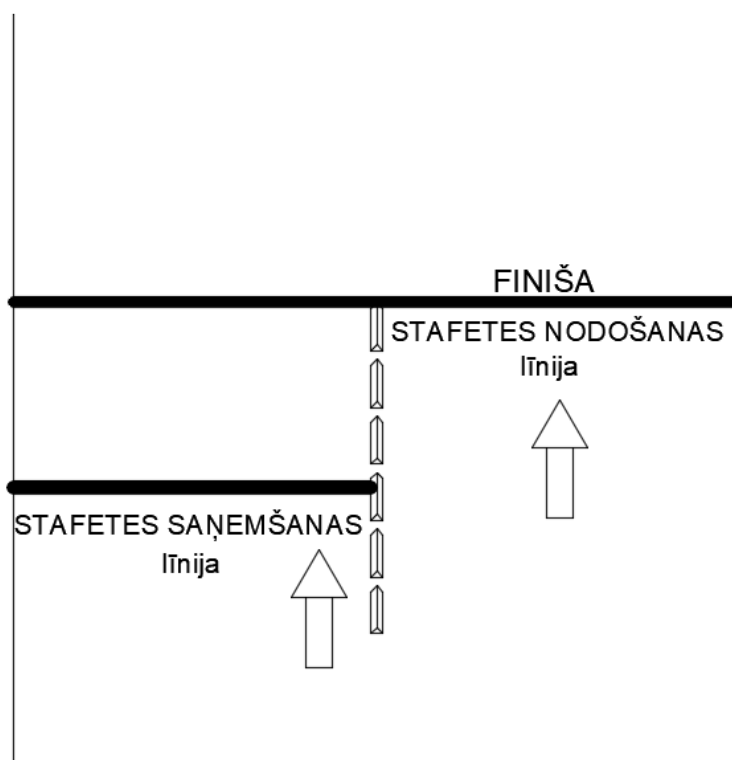 FINIŠA
STAFETES NODOŠANAS
līnija
STAFETES SAŅEMŠANAS
līnija